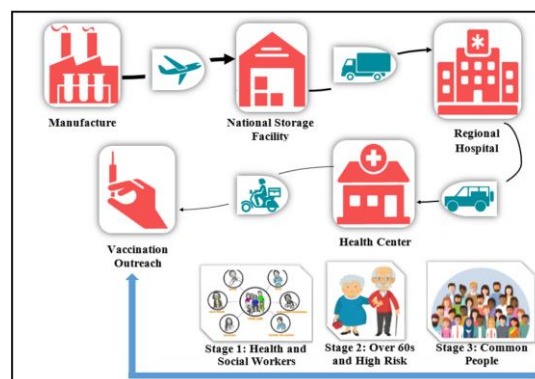 Manufacture
National Storage
Facility
Regional
Hospital
Vaccination
Outreach
Health Center
Stage 1: Health and
Social Workers
Stage 2: Over 60s
and High Risk
Stage 3: Common
People